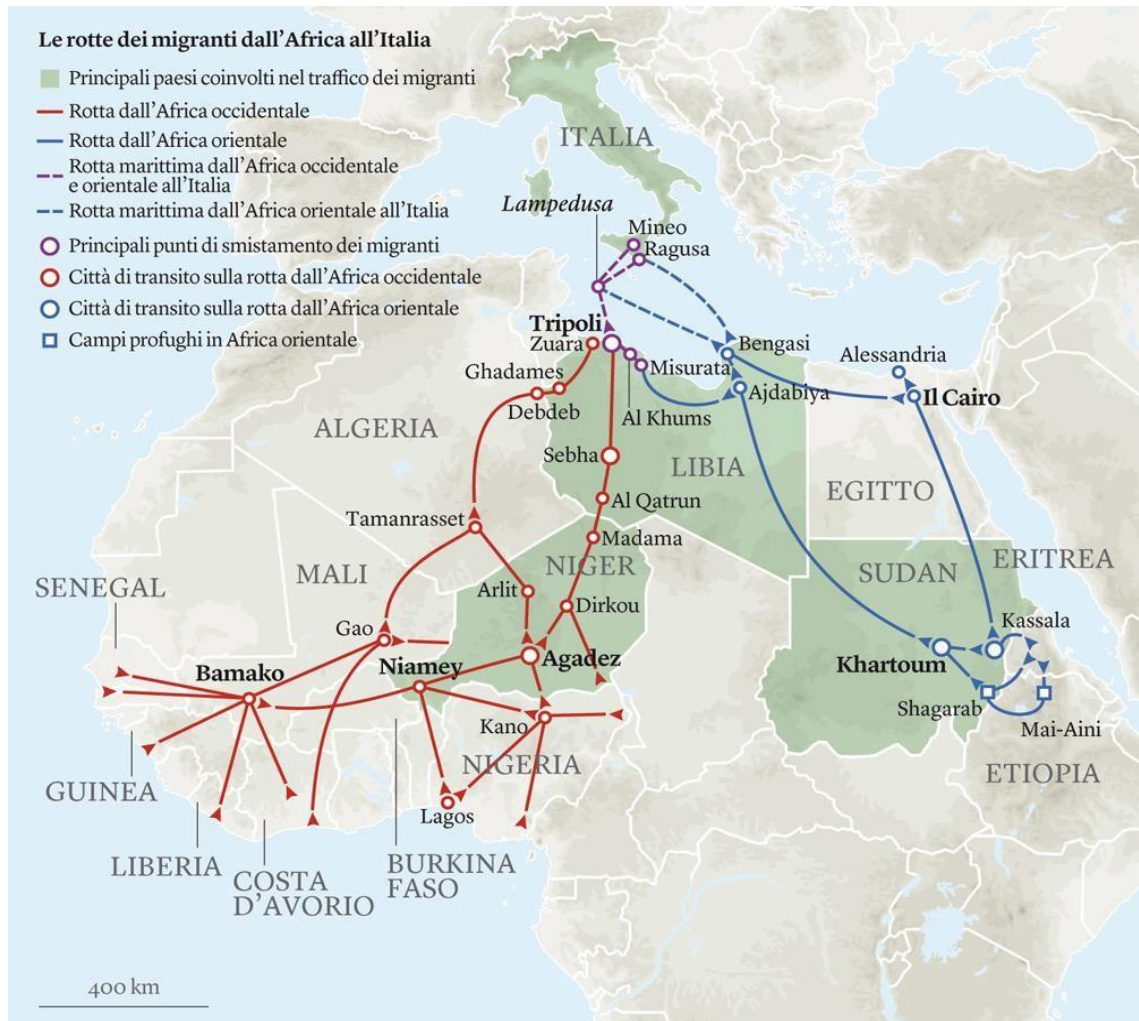 Le rotte dei migranti dall'Africa all'Italia
Principali paesi coinvolti nel traffico dei migranti
Rotta dall'Africa occidentale
Rotta dall'Africa orientale
Rotta marittima dall'Africa occidentale
e orientale all'Italia
Rotta marittima dall'Africa orientale all'Italia
Principali punti di smistamento dei migranti
Città di transito sulla rotta dall'Africa occidentale
Città di transito sulla rotta dall'Africa orientale
Campi profughi in Africa orientale
ITALIA
Lampedusa
Mineo
Ragusa
Tripoli
Zuara
Bengasi
Alessandria
Ghadames
Misurata
Debdeb
Al Khums
Ajdabiya
Il Cairo
ALGERIA
Sebha
LIBIA
EGITTO
Al Qatrun
Tamanrasset
Madama
MALI
NIGER
SUDAN
ERITREA
SENEGAL
Arlit
Dirkou
Gao
Kassala
Bamako
Niamey
Agadez
Khartoum
Shagarab
Kano
Mai-Aini
NIGERIA
ETIOPIA
GUINEA
Lagos
LIBERIA
COSTA
D'AVORIO
BURKINA
FASO
400 km